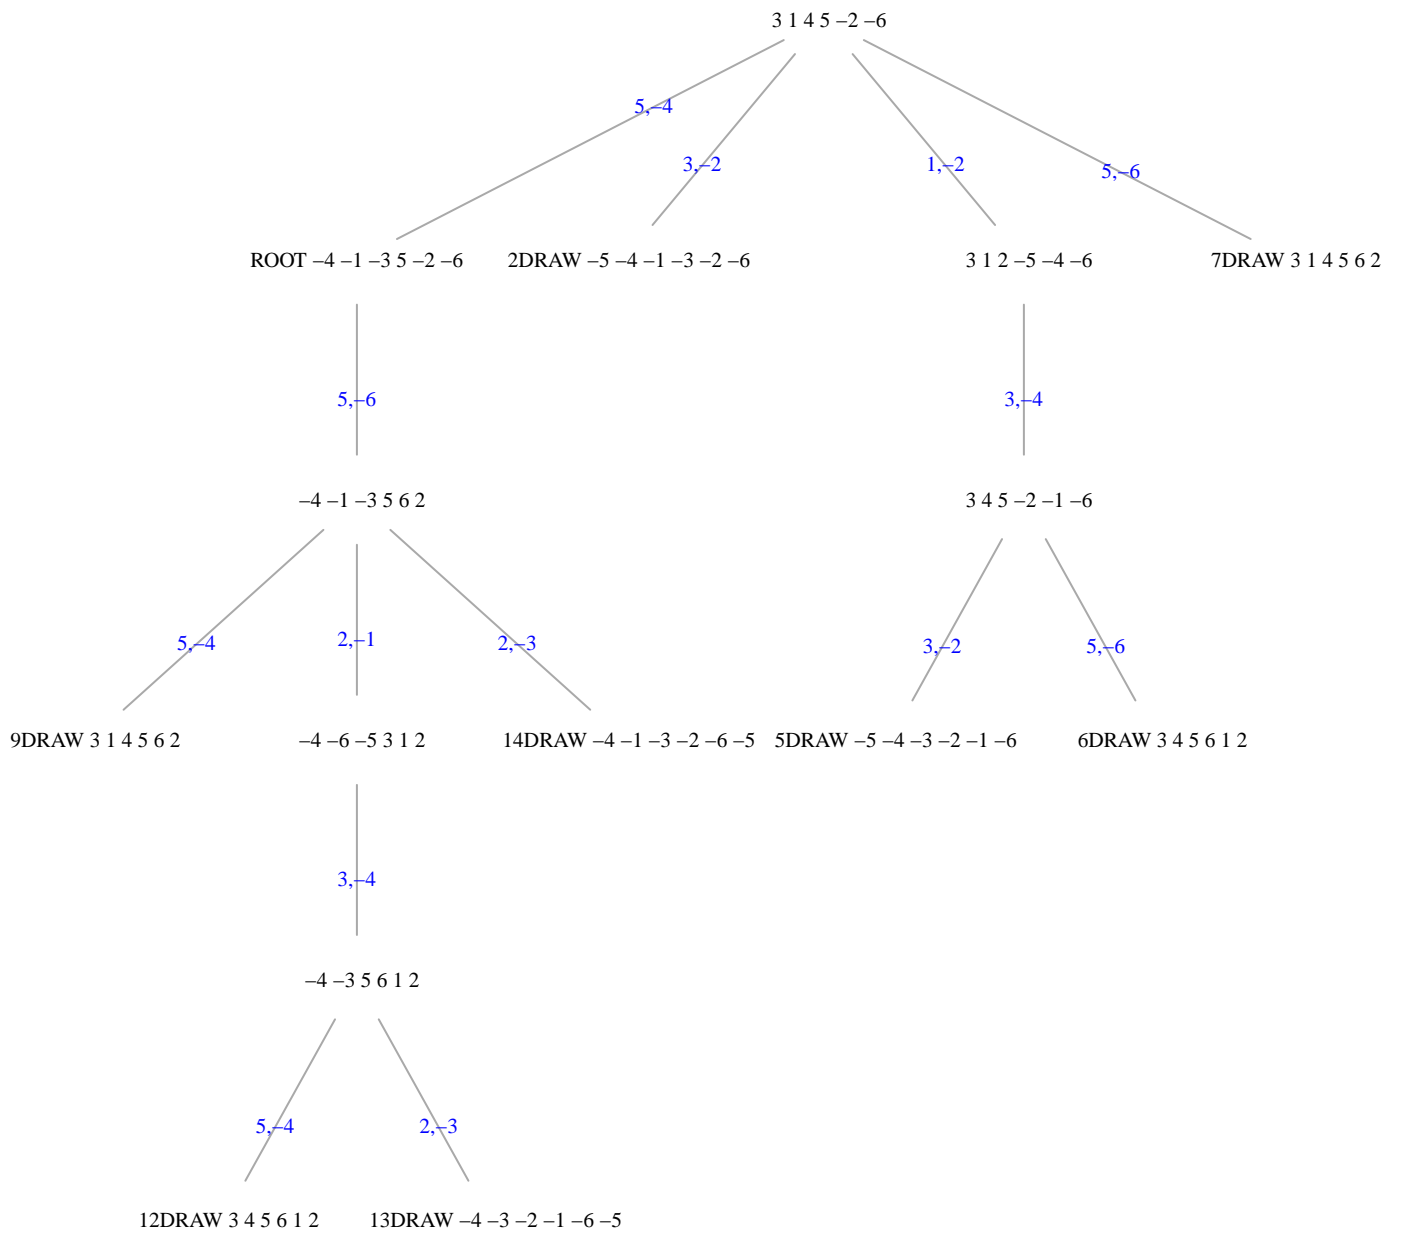 3 1 4 5 –2 –6
5,–4
3,–2
1,–2
5,–6
ROOT –4 –1 –3 5 –2 –6
2DRAW –5 –4 –1 –3 –2 –6
3 1 2 –5 –4 –6
7DRAW 3 1 4 5 6 2
5,–6
3,–4
–4 –1 –3 5 6 2
3 4 5 –2 –1 –6
5,–4
2,–1
2,–3
3,–2
5,–6
9DRAW 3 1 4 5 6 2
–4 –6 –5 3 1 2
14DRAW –4 –1 –3 –2 –6 –5
5DRAW –5 –4 –3 –2 –1 –6
6DRAW 3 4 5 6 1 2
3,–4
–4 –3 5 6 1 2
5,–4
2,–3
12DRAW 3 4 5 6 1 2
13DRAW –4 –3 –2 –1 –6 –5